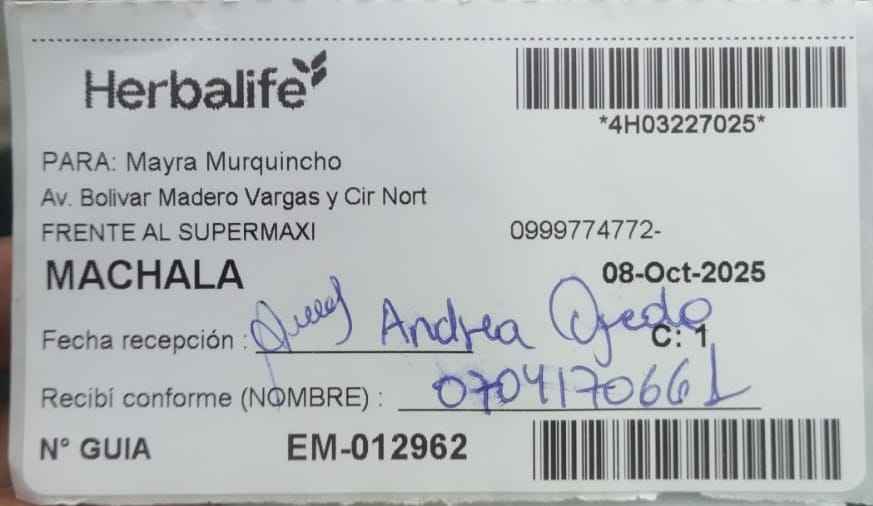 Herbalife
*4H03227025*
PARA: Mayra Murquincho
Av. Bolivar Madero Vargas y Cir Nort
FRENTE AL SUPERMAXI 0999774772-
MACHALA 08-Oct-2025
Fecha recepción : Andrea Ojeda
C: 1
Recibí conforme (NOMBRE) : 0704170661
N° GUIA EM-012962